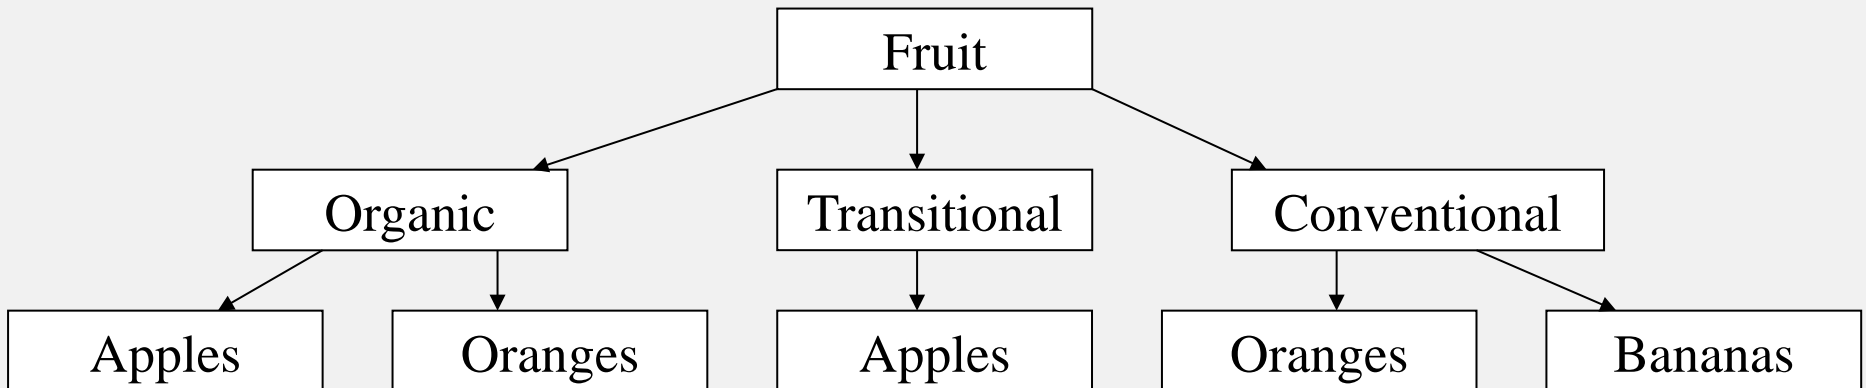 Fruit
Organic Transitional Conventional
Apples Oranges Apples Oranges Bananas